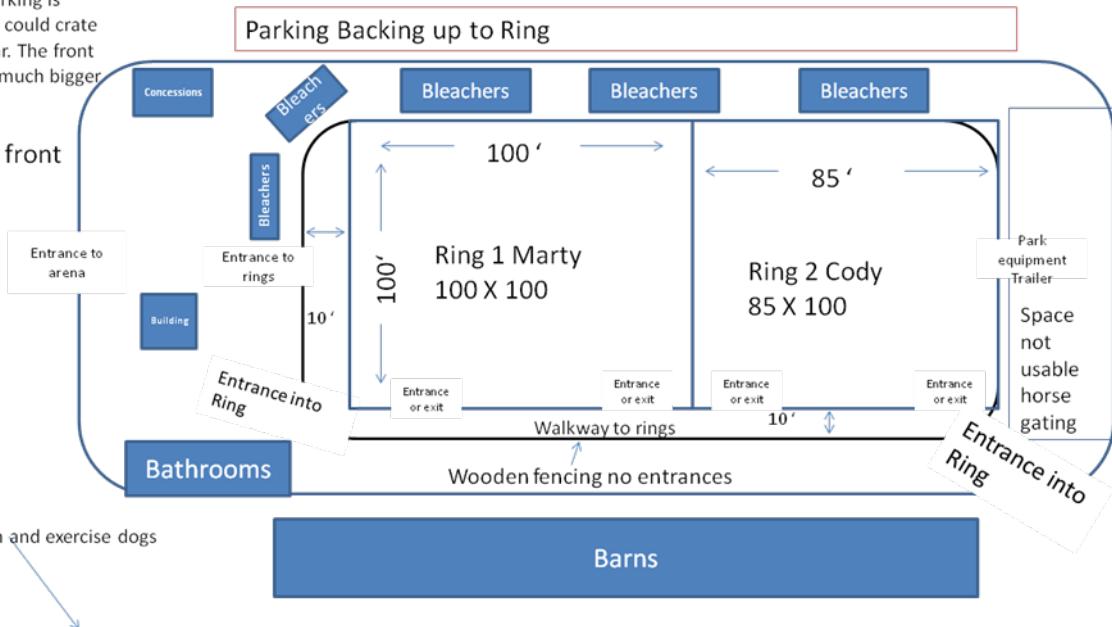 Parking Backing up to Ring
could crate
The front
much bigger
front
Concessions
Bleach
ers
Bleachers
Bleachers
Bleachers
Bleachers
100 ‘
85 ‘
Entrance to
arena
Entrance to
rings
100‘
10 ‘
Ring 1 Marty
100 X 100
Ring 2 Cody
85 X 100
Park
equipment
Trailer
Space
not
usable
horse
gating
Building
Entrance into
Ring
Entrance
or exit
Entrance
or exit
Entrance
or exit
Entrance
or exit
Walkway to rings
10 ‘
Entrance into
Ring
Wooden fencing no entrances
Bathrooms
and exercise dogs
Barns